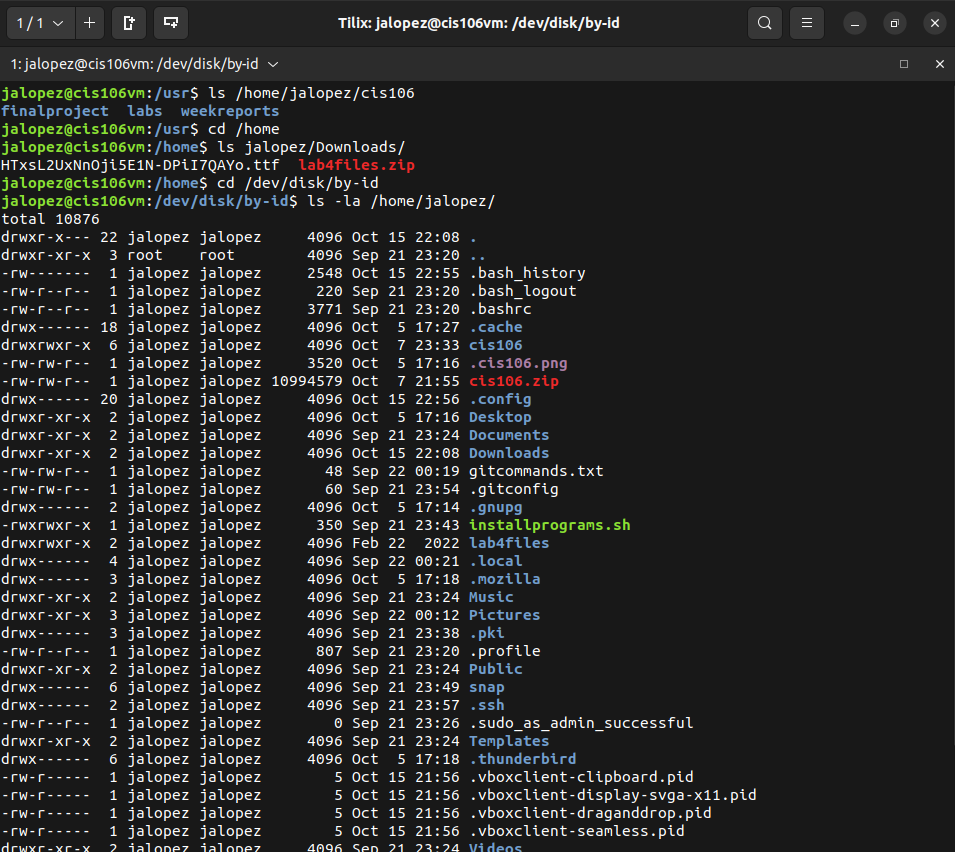 1 / 1
Tilix: jalopez@cis106vm: /dev/disk/by-id
1: jalopez@cis106vm: /dev/disk/by-id
jalopez@cis106vm:/usr$ ls /home/jalopez/cis106
finalproject  labs  weekreports
jalopez@cis106vm:/usr$ cd /home
jalopez@cis106vm:/home$ ls jalopez/Downloads/
HTxsL2UxNnOji5E1N-DPiI7QAYo.ttf  lab4files.zip
jalopez@cis106vm:/home$ cd /dev/disk/by-id
jalopez@cis106vm:/dev/disk/by-id$ ls -la /home/jalopez/
total 10876
drwxr-x--- 22 jalopez jalopez     4096 Oct 15 22:08 .
drwxr-xr-x  3 root    root        4096 Sep 21 23:20 ..
-rw-------  1 jalopez jalopez     2548 Oct 15 22:55 .bash_history
-rw-r--r--  1 jalopez jalopez      220 Sep 21 23:20 .bash_logout
-rw-r--r--  1 jalopez jalopez     3771 Sep 21 23:20 .bashrc
drwx------ 18 jalopez jalopez     4096 Oct  5 17:27 .cache
drwxrwxr-x  6 jalopez jalopez     4096 Oct  7 23:33 cis106
-rw-rw-r--  1 jalopez jalopez     3520 Oct  5 17:16 .cis106.png
-rw-rw-r--  1 jalopez jalopez 10994579 Oct  7 21:55 cis106.zip
drwx------ 20 jalopez jalopez     4096 Oct 15 22:56 .config
drwxr-xr-x  2 jalopez jalopez     4096 Oct  5 17:16 Desktop
drwxr-xr-x  2 jalopez jalopez     4096 Sep 21 23:24 Documents
drwxr-xr-x  2 jalopez jalopez     4096 Oct 15 22:08 Downloads
-rw-rw-r--  1 jalopez jalopez       48 Sep 22 00:19 gitcommands.txt
-rw-rw-r--  1 jalopez jalopez       60 Sep 21 23:54 .gitconfig
drwx------  2 jalopez jalopez     4096 Oct  5 17:14 .gnupg
-rwxrwxr-x  1 jalopez jalopez      350 Sep 21 23:43 installprograms.sh
drwxrwxr-x  2 jalopez jalopez     4096 Feb 22  2022 lab4files
drwx------  4 jalopez jalopez     4096 Sep 22 00:21 .local
drwx------  3 jalopez jalopez     4096 Oct  5 17:18 .mozilla
drwxr-xr-x  2 jalopez jalopez     4096 Sep 21 23:24 Music
drwxr-xr-x  3 jalopez jalopez     4096 Sep 22 00:12 Pictures
drwx------  3 jalopez jalopez     4096 Sep 21 23:38 .pki
-rw-r--r--  1 jalopez jalopez      807 Sep 21 23:20 .profile
drwxr-xr-x  2 jalopez jalopez     4096 Sep 21 23:24 Public
drwx------  6 jalopez jalopez     4096 Sep 21 23:49 snap
drwx------  2 jalopez jalopez     4096 Sep 21 23:57 .ssh
-rw-r--r--  1 jalopez jalopez        0 Sep 21 23:26 .sudo_as_admin_successful
drwxr-xr-x  2 jalopez jalopez     4096 Sep 21 23:24 Templates
drwx------  6 jalopez jalopez     4096 Oct  5 17:18 .thunderbird
-rw-r-----  1 jalopez jalopez        5 Oct 15 21:56 .vboxclient-clipboard.pid
-rw-r-----  1 jalopez jalopez        5 Oct 15 21:56 .vboxclient-display-svga-x11.pid
-rw-r-----  1 jalopez jalopez        5 Oct 15 21:56 .vboxclient-draganddrop.pid
-rw-r-----  1 jalopez jalopez        5 Oct 15 21:56 .vboxclient-seamless.pid
drwxr-xr-x  2 jalopez jalopez     4096 Sep 21 23:24 Videos